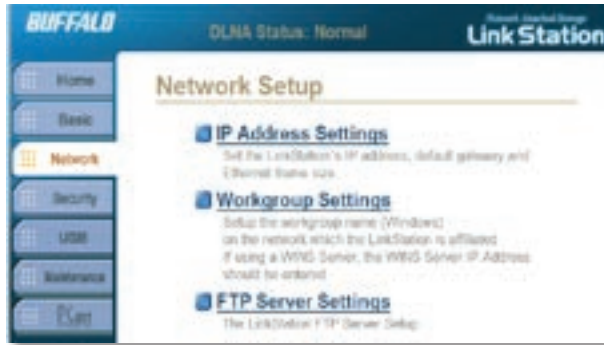 BUFFALO
DLNA Status: Normal
LinkStation
Home
Basic
Network
Security
USB
Maintenance
Network Setup
IP Address Settings
Set the LinkStation's IP address, default gateway and
Ethernet frame size.
Workgroup Settings
Setup the workgroup name (Windows)
on the network which the LinkStation is affiliated
If using a WINS Server, the WINS Server IP Address
should be entered
FTP Server Settings
The LinkStation FTP Server Setup